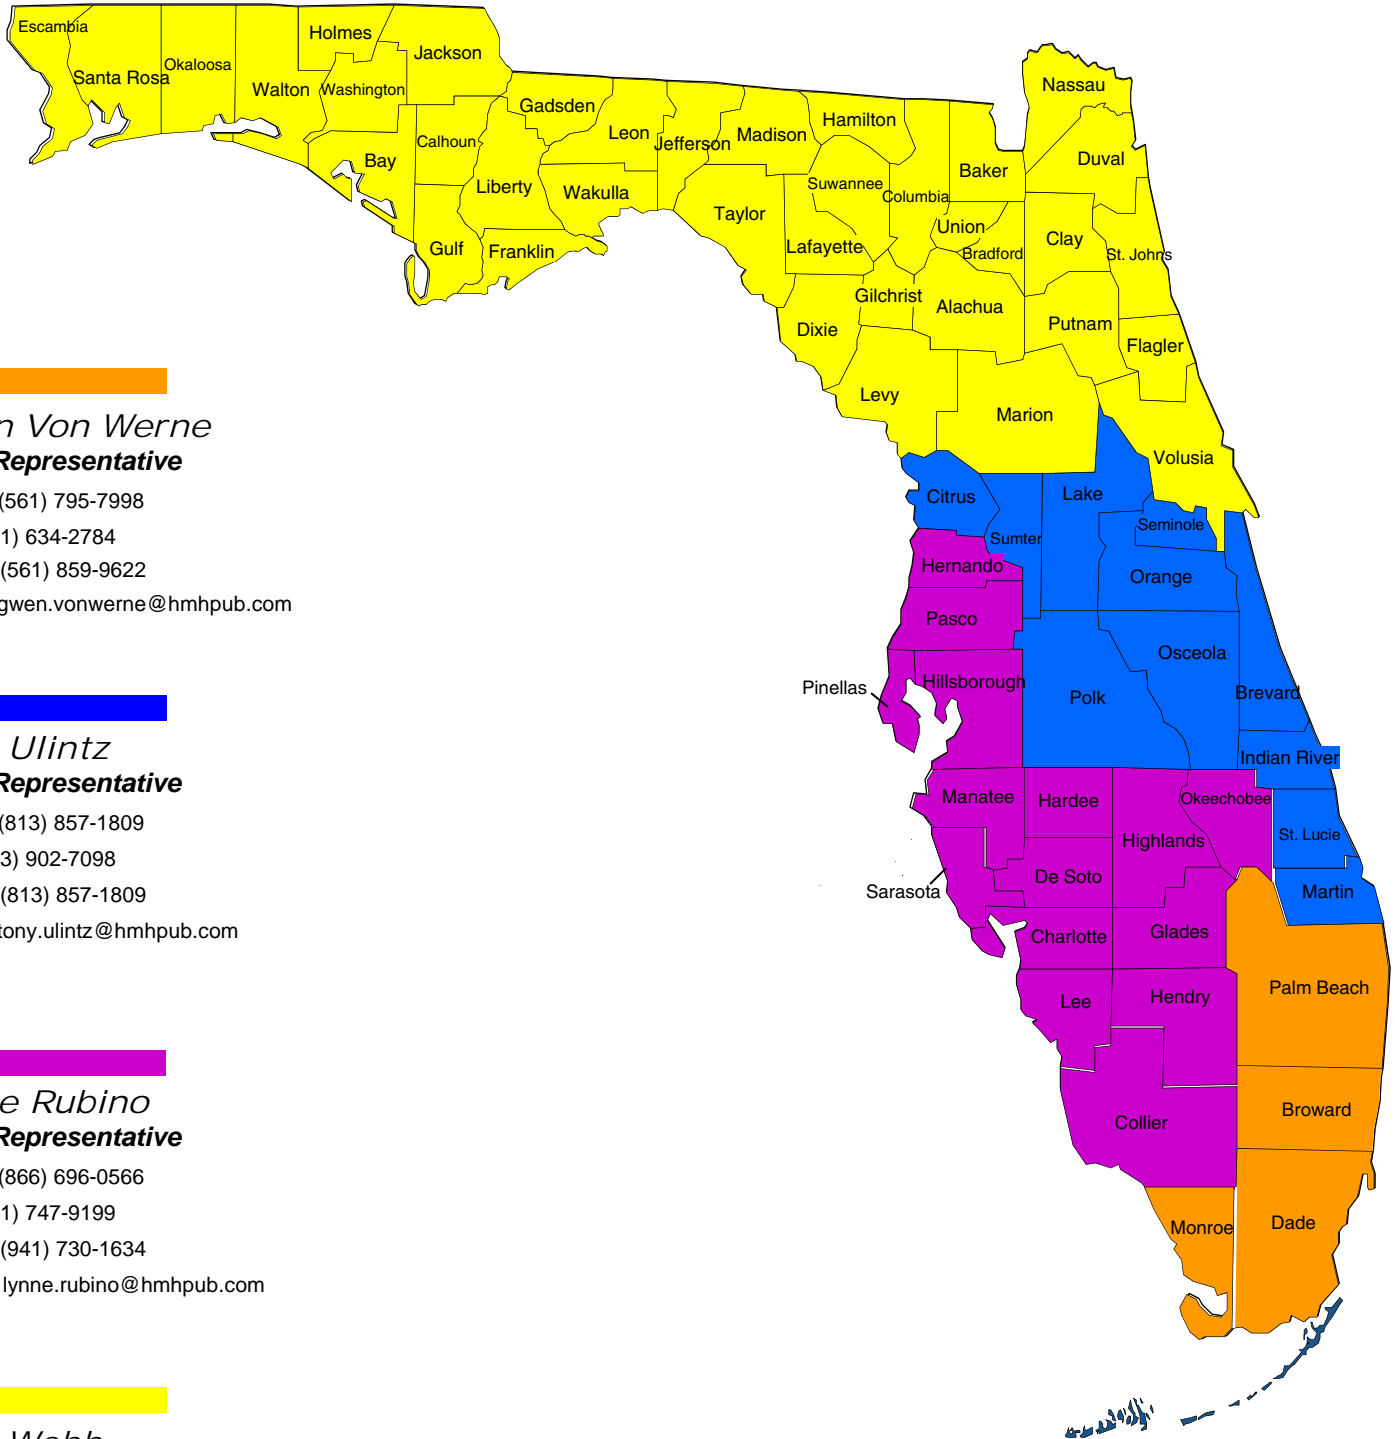 Escambia
Santa Rosa
Okaloosa
Walton
Holmes
Washington
Jackson
Bay
Calhoun
Gulf
Liberty
Gadsden
Franklin
Leon
Wakulla
Jefferson
Madison
Taylor
Hamilton
Suwannee
Lafayette
Columbia
Baker
Union
Bradford
Nassau
Duval
Clay
St. Johns
Gilchrist
Dixie
Alachua
Putnam
Flagler
Levy
Marion
Volusia
Citrus
Sumter
Lake
Seminole
Orange
Hernando
Pasco
Pinellas
Hillsborough
Polk
Osceola
Brevard
Indian River
Manatee
Hardee
Highlands
Okeechobee
St. Lucie
Sarasota
De Soto
Martin
Charlotte
Glades
Lee
Hendry
Palm Beach
Collier
Broward
Monroe
Dade
n Von Werne
Representative
(561) 795-7998
1) 634-2784
(561) 859-9622
gwen.vonwerne@hmhpub.com
Ulintz
Representative
(813) 857-1809
3) 902-7098
(813) 857-1809
tony.ulintz@hmhpub.com
e Rubino
Representative
(866) 696-0566
1) 747-9199
(941) 730-1634
lynne.rubino@hmhpub.com